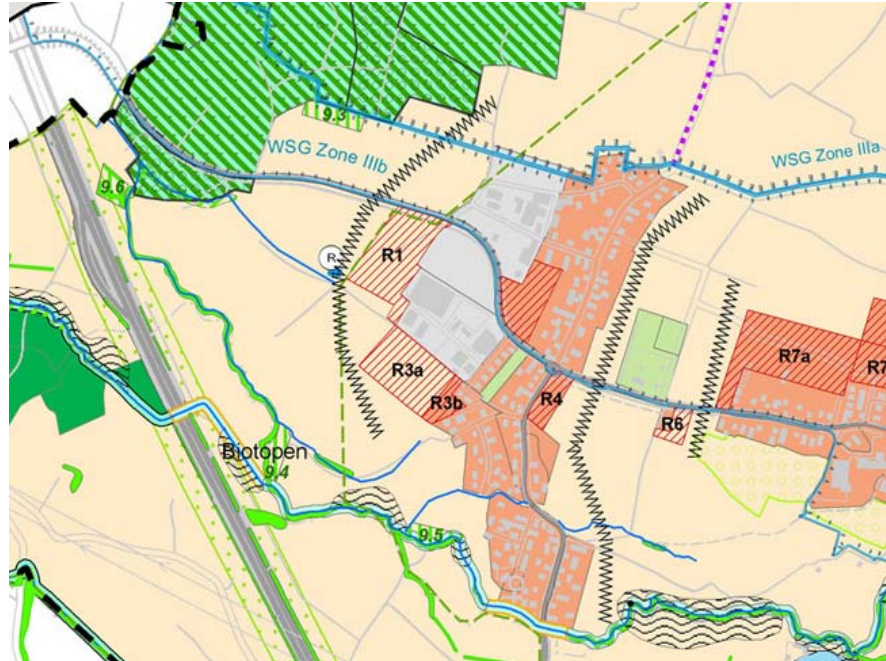 9.3
WSG Zone IIIb
WSG Zone IIIa
9.6
R
R1
R3a
R3b
R4
R6
R7a
R7
Biotopen
9.4
9.5